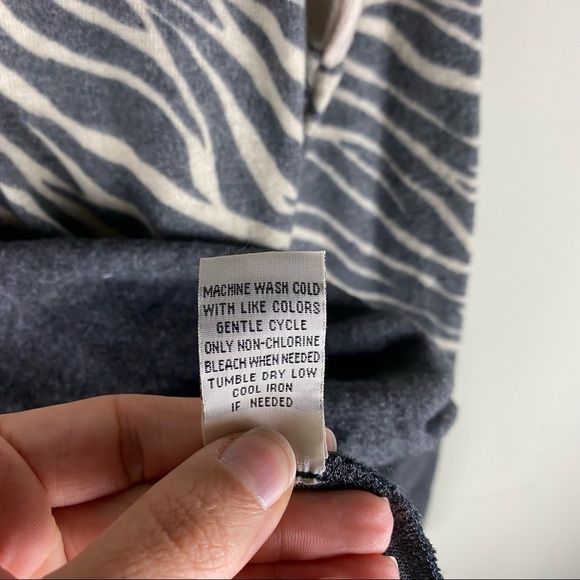 MACHINE WASH COLD
WITH LIKE COLORS
GENTLE CYCLE
ONLY NON-CHLORINE
BLEACH WHEN NEEDED
TUMBLE DRY LOW
COOL IRON
IF NEEDED